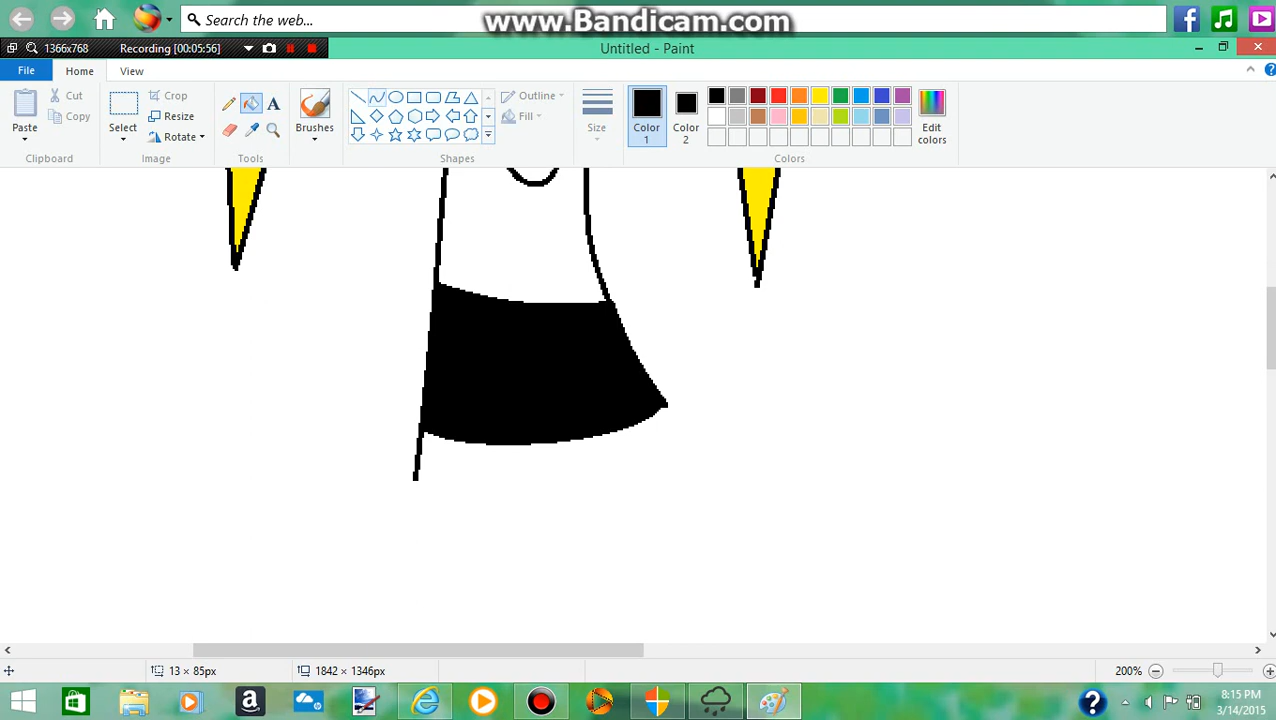 Search the web...
www.Bandicam.com
1366x768 Recording [00:05:56] Untitled - Paint
File Home View
Paste Cut Copy Select Crop Resize Rotate Brushes Outline Fill Size Color 1 Color 2 Edit colors
Clipboard Image Tools Shapes Colors
13 × 85px 1842 × 1346px 200%
8:15 PM
3/14/2015